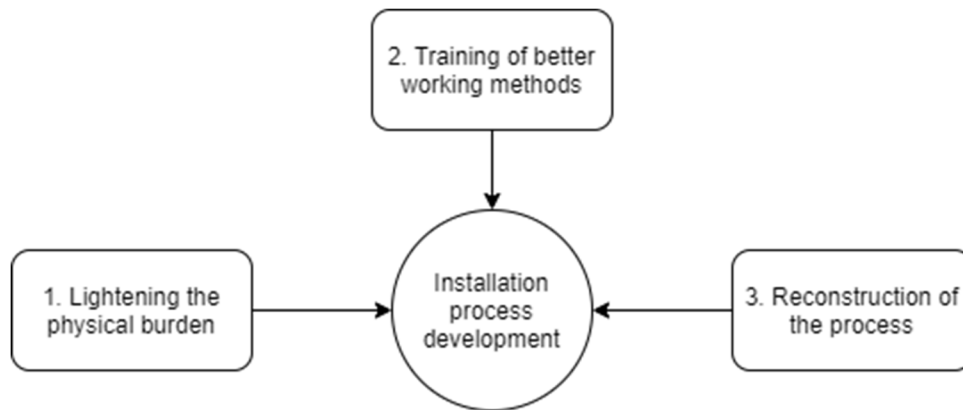 2. Training of better
working methods
1. Lightening the
physical burden
Installation
process
development
3. Reconstruction of
the process